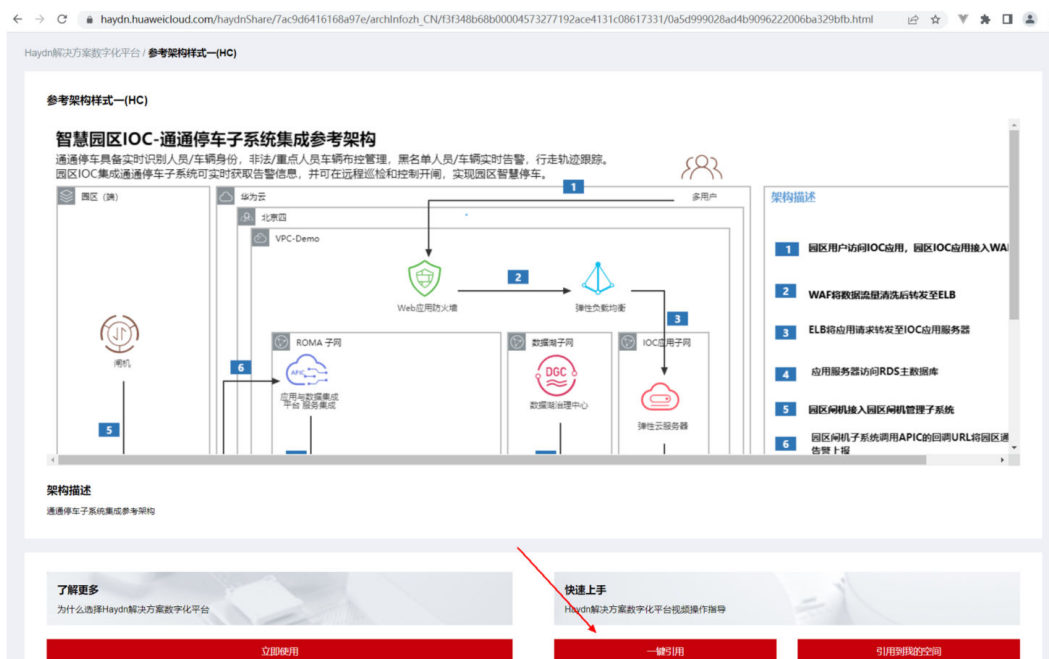 haydn.huaweicloud.com/haydnShare/7ac9d6416168a97e/archInfozh_CN/f3f348b68b00004573277192ace4131c08617331/0a5d999028ad4b9096222006ba329bfb.html
Haydn解决方案数字化平台 / 参考架构样式一(HC)
参考架构样式一(HC)
智慧园区IOC-通通停车子系统集成参考架构
通通停车具备实时识别人员/车辆身份，非法/重点人员车辆布控管理，黑名单人员/车辆实时告警，行走轨迹跟踪。
园区IOC集成通通停车子系统可实时获取告警信息，并可在远程巡检和控制开闸，实现园区智慧停车。
园区（端）
华为云
1
多用户
北京四
VPC-Demo
Web应用防火墙
2
弹性负载均衡
3
闸机
5
6
ROMA 子网
APIC
应用与数据集成
平台 服务集成
数据湖子网
DGC
数据湖治理中心
IOC应用子网
弹性云服务器
架构描述
1 园区用户访问IOC应用，园区IOC应用接入WA
2 WAF将数据流量清洗后转发至ELB
3 ELB将应用请求转发至IOC应用服务器
4 应用服务器访问RDS主数据库
5 园区闸机接入园区闸机管理子系统
6 园区闸机子系统调用APIC的回调URL将园区通
告警上报
架构描述
通通停车子系统集成参考架构
了解更多
为什么选择Haydn解决方案数字化平台
立即使用
快速上手
Haydn解决方案数字化平台视频操作指导
一键引用
引用到我的空间